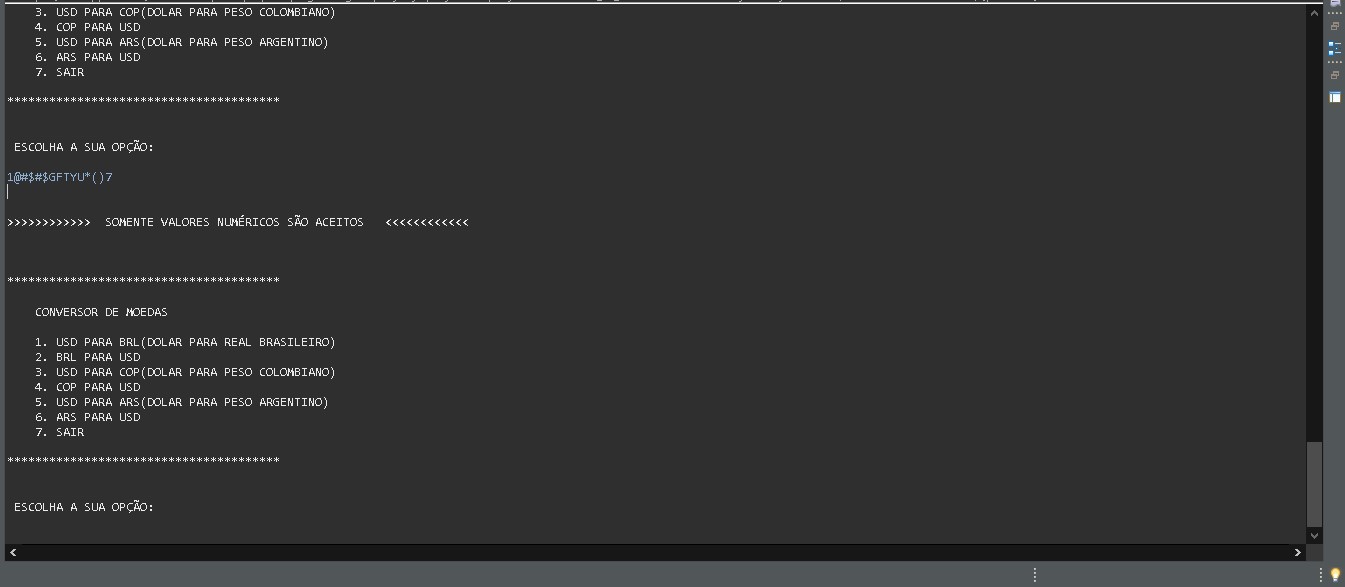 3. USD PARA COP(DOLAR PARA PESO COLOMBIANO)
4. COP PARA USD
5. USD PARA ARS(DOLAR PARA PESO ARGENTINO)
6. ARS PARA USD
7. SAIR
***************************************
ESCOLHA A SUA OPÇÃO:
1@#$#$GFTYU*()7
>>>>>>>>>>>> SOMENTE VALORES NUMÉRICOS SÃO ACEITOS <<<<<<<<<<<<
***************************************
CONVERSOR DE MOEDAS
1. USD PARA BRL(DOLAR PARA REAL BRASILEIRO)
2. BRL PARA USD
3. USD PARA COP(DOLAR PARA PESO COLOMBIANO)
4. COP PARA USD
5. USD PARA ARS(DOLAR PARA PESO ARGENTINO)
6. ARS PARA USD
7. SAIR
***************************************
ESCOLHA A SUA OPÇÃO: